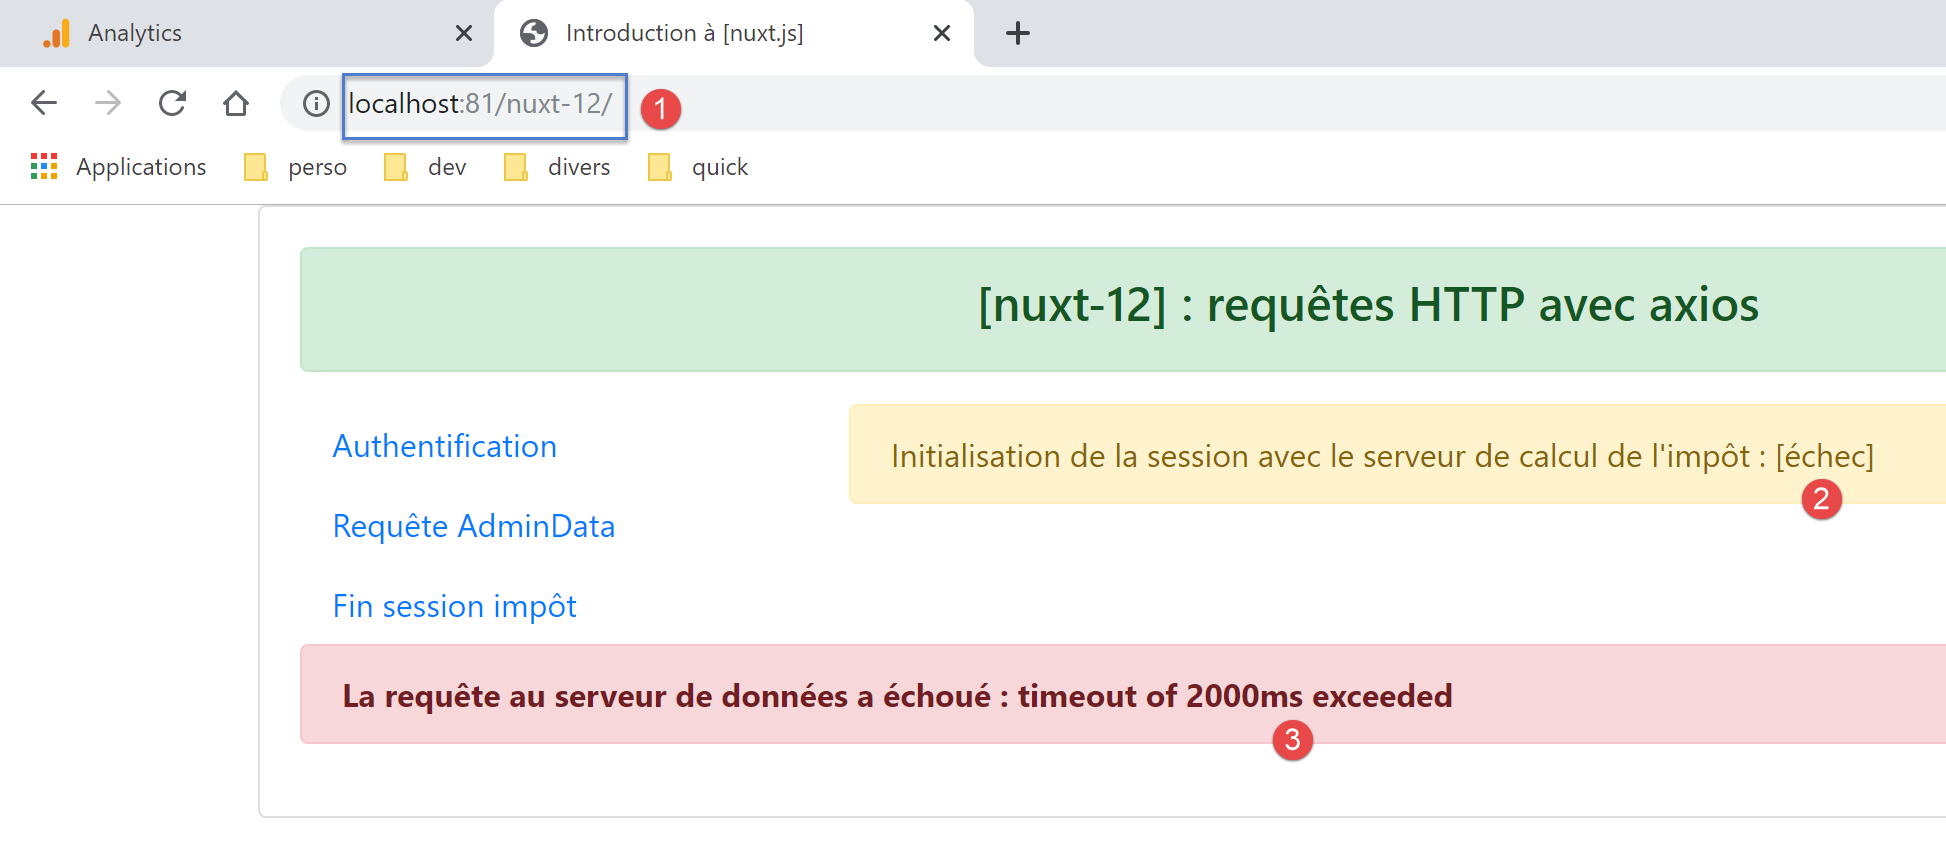 Analytics
Introduction à [nuxt.js]
localhost:81/nuxt-12/
1
Applications
perso
dev
divers
quick
[nuxt-12] : requêtes HTTP avec axios
Authentification
Initialisation de la session avec le serveur de calcul de l'impôt : [échec]
2
Requête AdminData
Fin session impôt
La requête au serveur de données a échoué : timeout of 2000ms exceeded
3